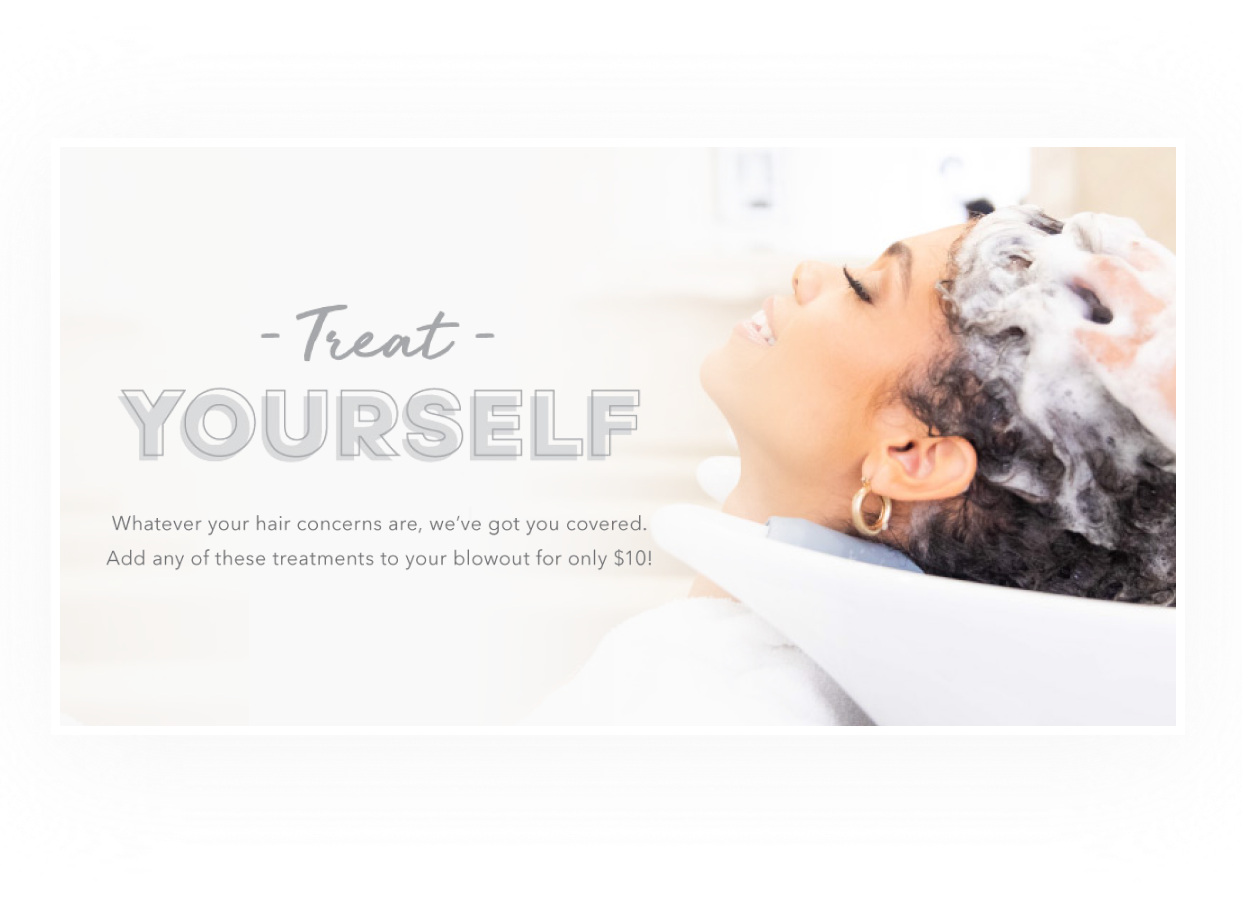 - Treat -
YOURSELF
Whatever your hair concerns are, we've got you covered.
Add any of these treatments to your blowout for only $10!